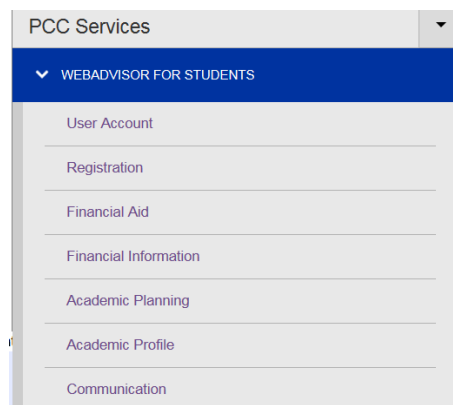 PCC Services
WEBADVISOR FOR STUDENTS
User Account
Registration
Financial Aid
Financial Information
Academic Planning
Academic Profile
Communication